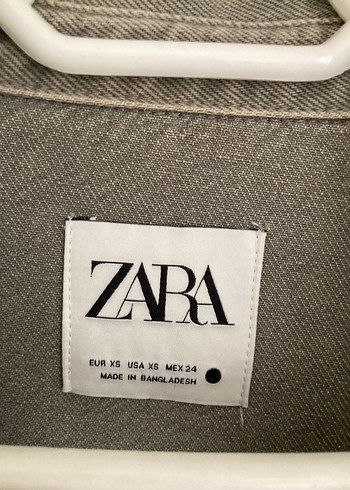 ZARA
EUR XS USA XS MEX 24
MADE IN BANGLADESH